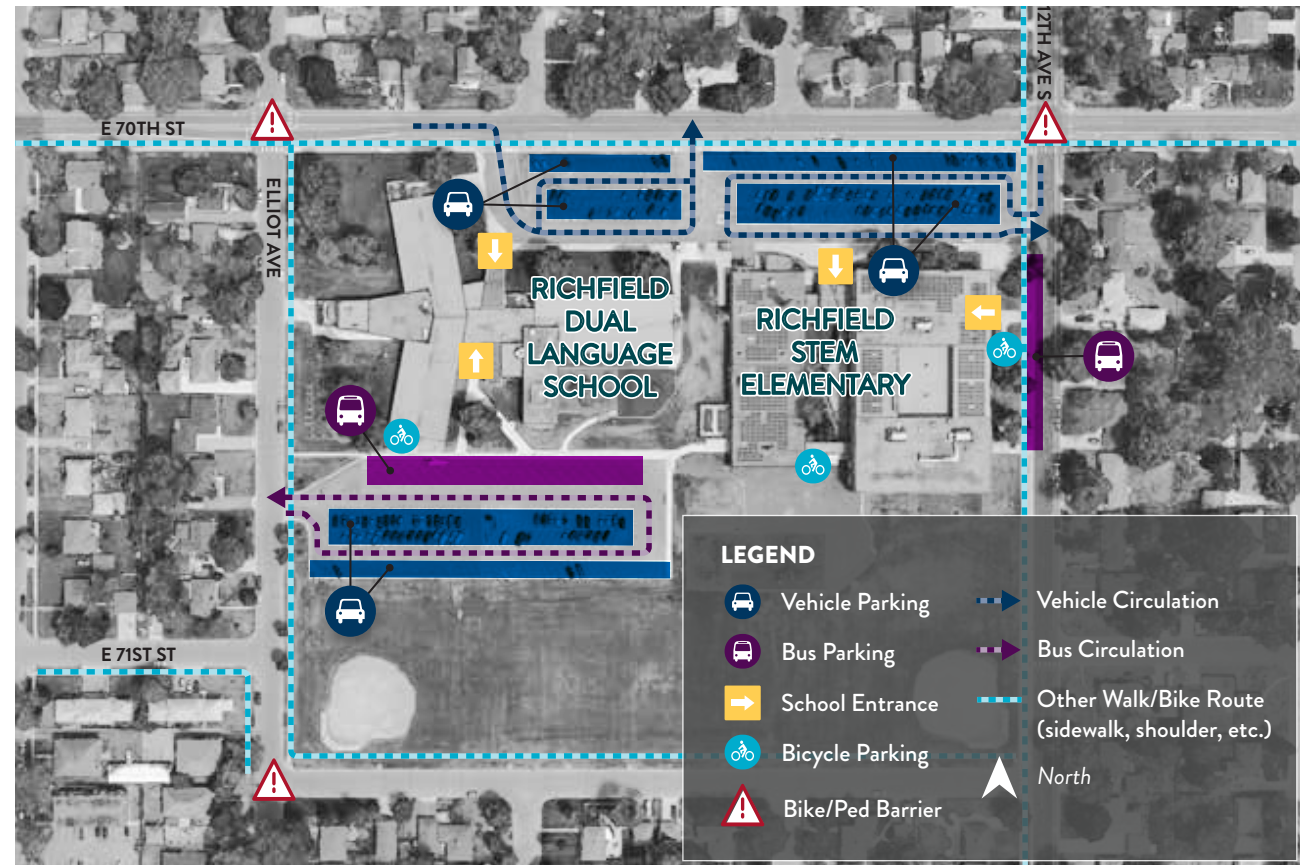 12TH AVE S
E 70TH ST
ELLIOT AVE
RICHFIELD
DUAL
LANGUAGE
SCHOOL
RICHFIELD
STEM
ELEMENTARY
E 71ST ST
LEGEND
Vehicle Parking
Bus Parking
School Entrance
Bicycle Parking
Bike/Ped Barrier
Vehicle Circulation
Bus Circulation
Other Walk/Bike Route
(sidewalk, shoulder, etc.)
North